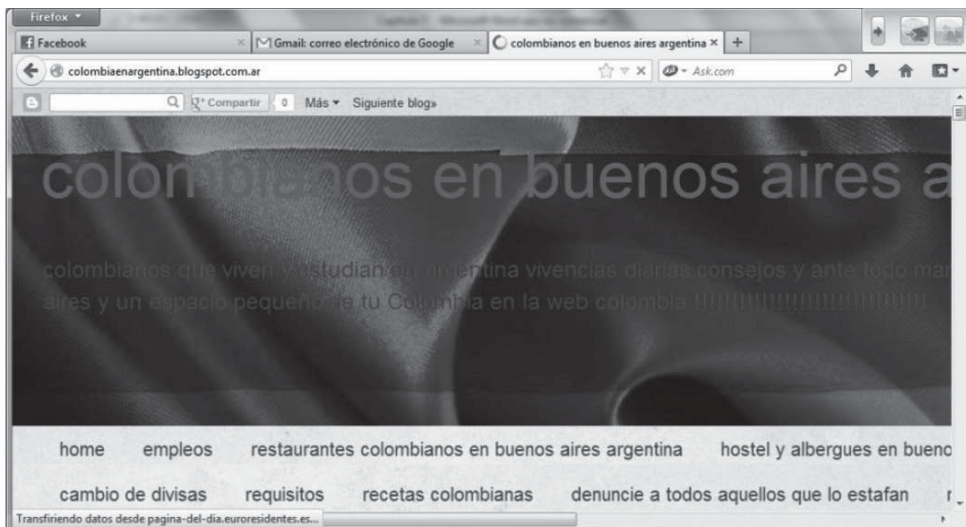 Firefox
Facebook × Gmail: correo electrónico de Google × colombianos en buenos aires argentina × +
colombiaenargentina.blogspot.com.ar Ask.com
g+ Compartir 0 Más Siguiente blog»
colombianos en buenos aires a
colombianos que viven y estudian en argentina vivencias diarias consejos y ante todo mar
aires y un espacio pequeño de tu Columbia en la web colombia !!!!!!!!!!!!!!!!!!!!!!!!!!!!!!
home empleos restaurantes colombianos en buenos aires argentina hostel y albergues en bueno
cambio de divisas requisitos recetas colombianas denuncie a todos aquellos que lo estafan r
Transfiriendo datos desde pagina-del-dia.euroresidentes.es...